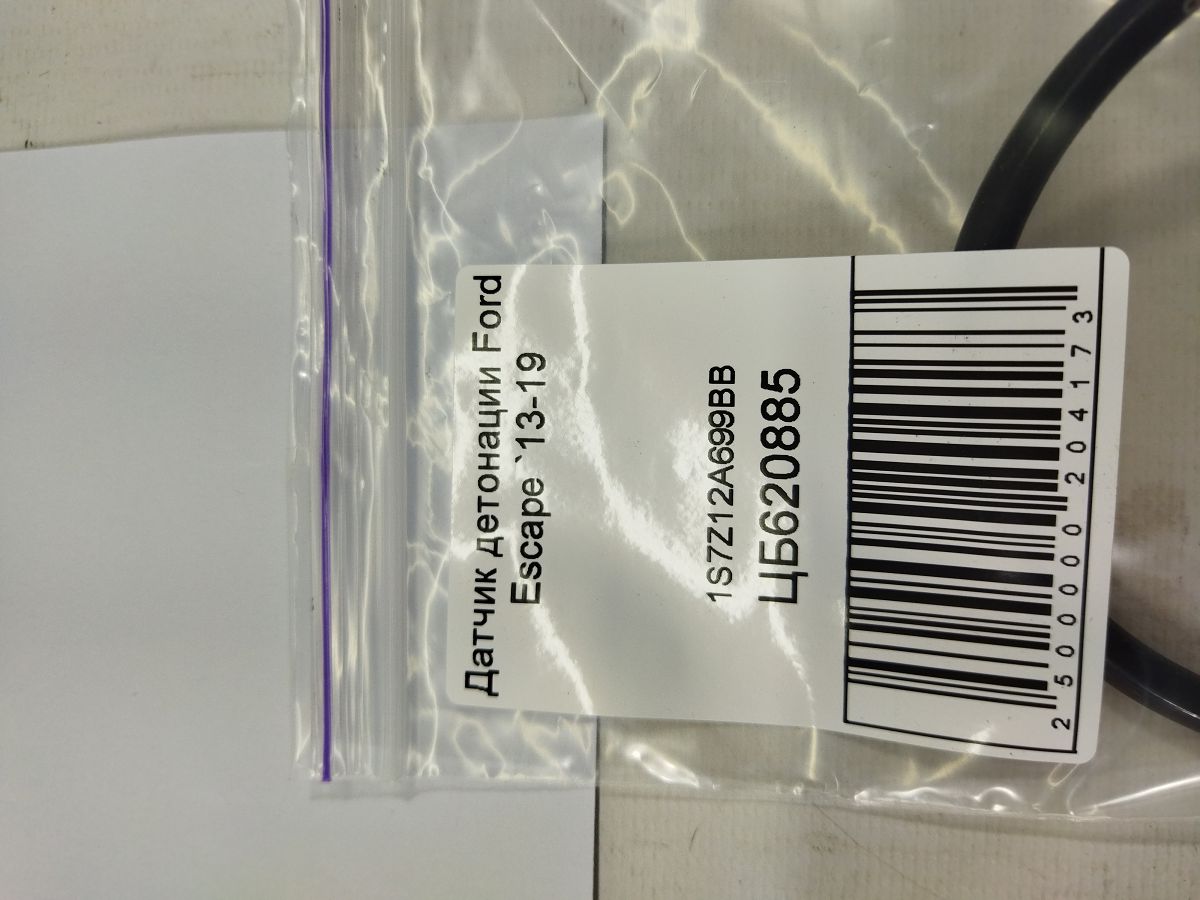 Датчик детонации Ford
Escape `13-19
1S7Z12A699BB
ЦБ620885
2500000204173